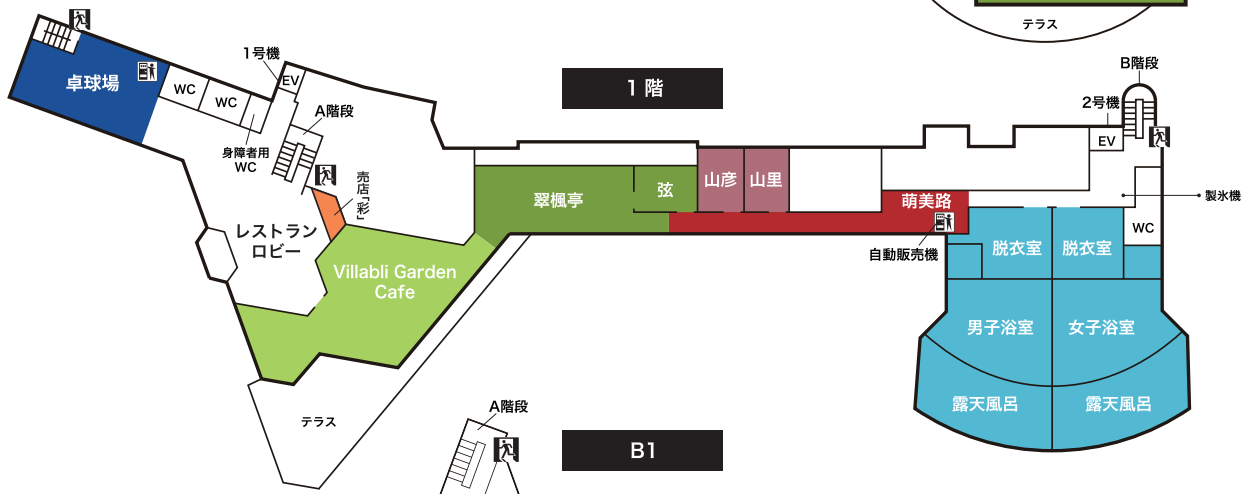 テラス
1号機
EV
卓球場
WC
WC
A階段
身障者用
WC
売店「彩」
レストラン
ロビー
Villabli Garden
Cafe
テラス
1階
翠楓亭
弦
山彦
山里
萌美路
自動販売機
B階段
2号機
EV
製氷機
WC
脱衣室
脱衣室
男子浴室
女子浴室
露天風呂
露天風呂
A階段
B1